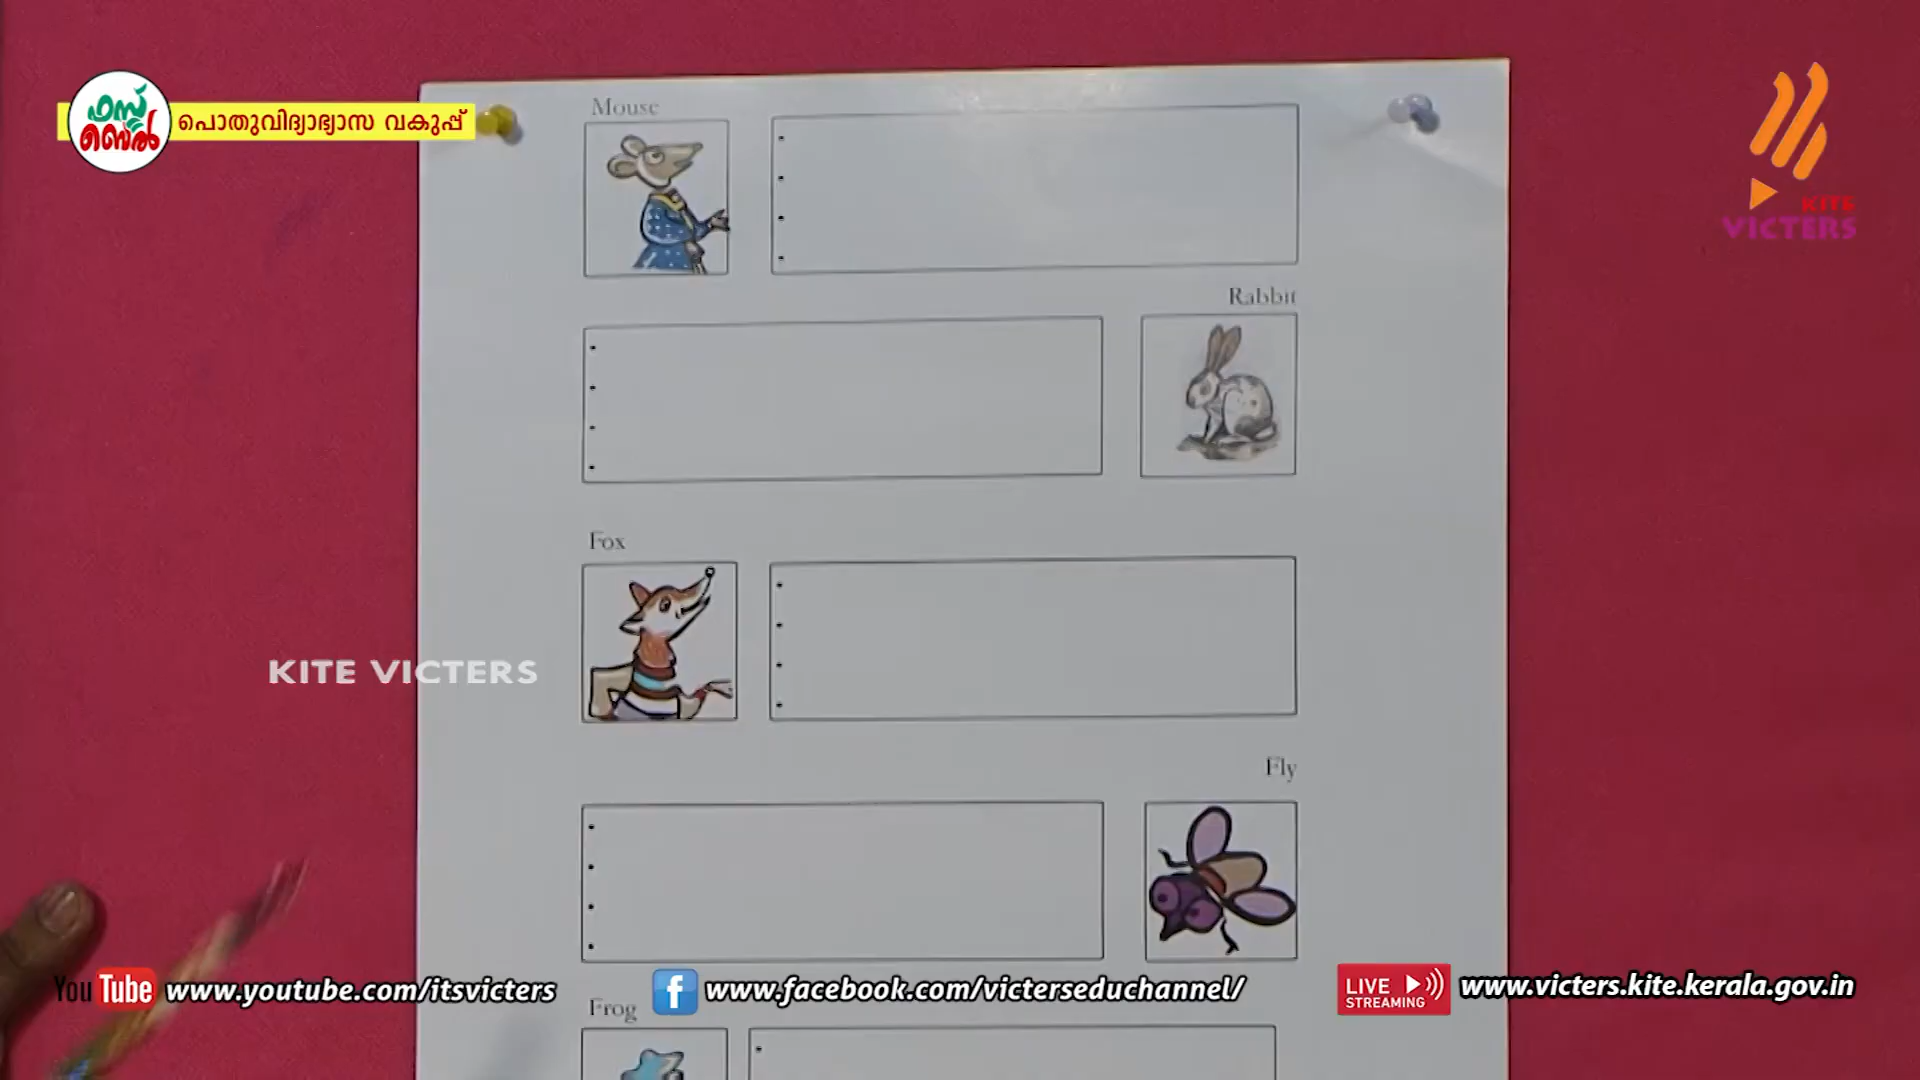 ഫസ്റ്റ്
ബെൽ
പൊതുവിദ്യാഭ്യാസ വകുപ്പ്
Mouse
KITE
VICTERS
Rabbit
Fox
KITE VICTERS
Fly
You Tube www.youtube.com/itsvicters
f www.facebook.com/victerseduchannel/
LIVE STREAMING www.victers.kite.kerala.gov.in
Frog